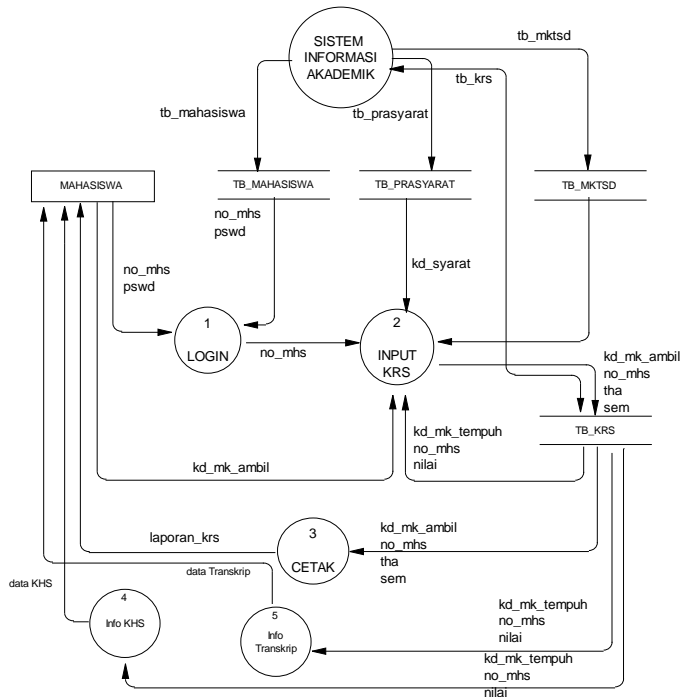 SISTEM
INFORMASI
AKADEMIK
tb_mktsd
tb_krs
tb_mahasiswa
tb_prasyarat
MAHASISWA
TB_MAHASISWA
TB_PRASYARAT
TB_MKTSD
no_mhs
pswd
kd_syarat
no_mhs
pswd
1
LOGIN
no_mhs
2
INPUT
KRS
kd_mk_ambil
no_mhs
tha
sem
TB_KRS
kd_mk_tempuh
no_mhs
nilai
kd_mk_ambil
laporan_krs
3
CETAK
kd_mk_ambil
no_mhs
tha
sem
data KHS
data Transkrip
4
Info KHS
5
Info
Transkrip
kd_mk_tempuh
no_mhs
nilai
kd_mk_tempuh
no_mhs
nilai